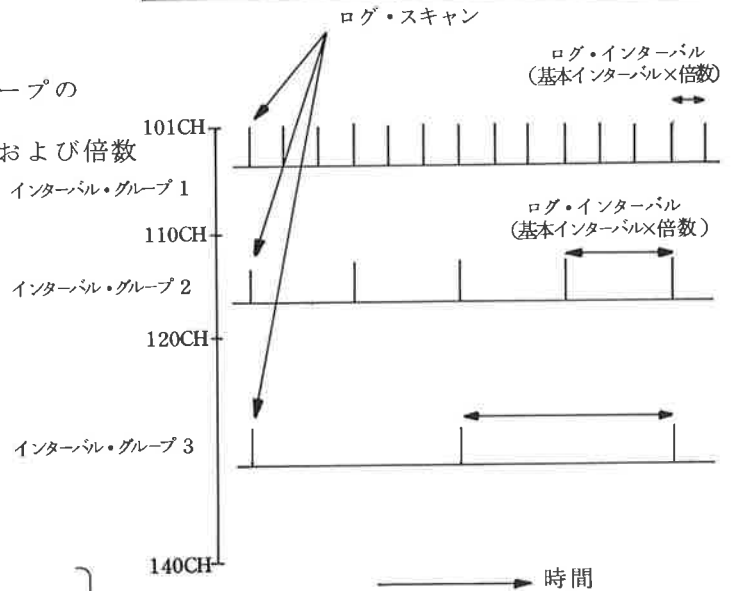 ログ・スキャン
ープの
ログ・インターバル
(基本インターバル×倍数)
101CH
および倍数
インターバル・グループ 1
ログ・インターバル
(基本インターバル×倍数)
110CH
インターバル・グループ 2
120CH
インターバル・グループ 3
140CH
時間